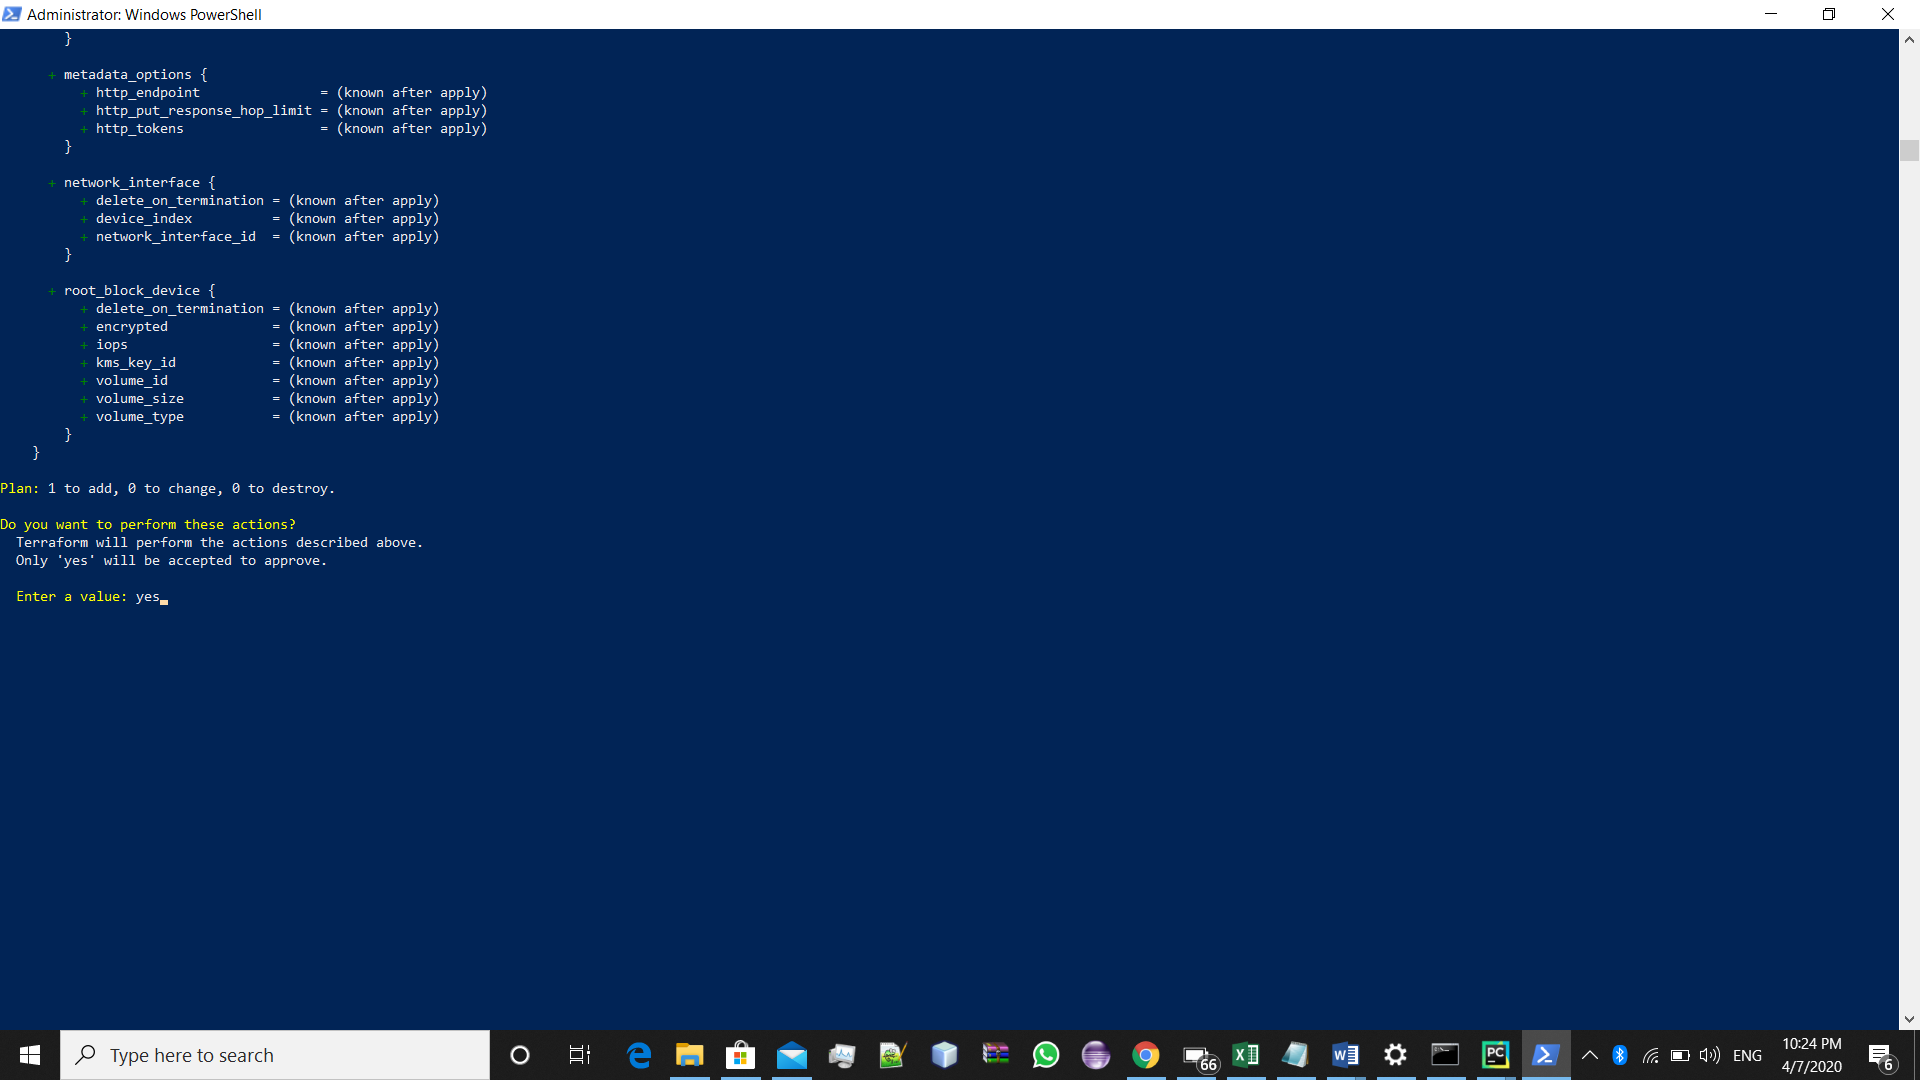 Administrator: Windows PowerShell
}
+ metadata_options {
+ http_endpoint = (known after apply)
+ http_put_response_hop_limit = (known after apply)
+ http_tokens = (known after apply)
}
+ network_interface {
+ delete_on_termination = (known after apply)
+ device_index = (known after apply)
+ network_interface_id = (known after apply)
}
+ root_block_device {
+ delete_on_termination = (known after apply)
+ encrypted = (known after apply)
+ iops = (known after apply)
+ kms_key_id = (known after apply)
+ volume_id = (known after apply)
+ volume_size = (known after apply)
+ volume_type = (known after apply)
}
}
Plan: 1 to add, 0 to change, 0 to destroy.
Do you want to perform these actions?
Terraform will perform the actions described above.
Only 'yes' will be accepted to approve.
Enter a value: yes
Type here to search
66
PC
ENG
10:24 PM
4/7/2020
6